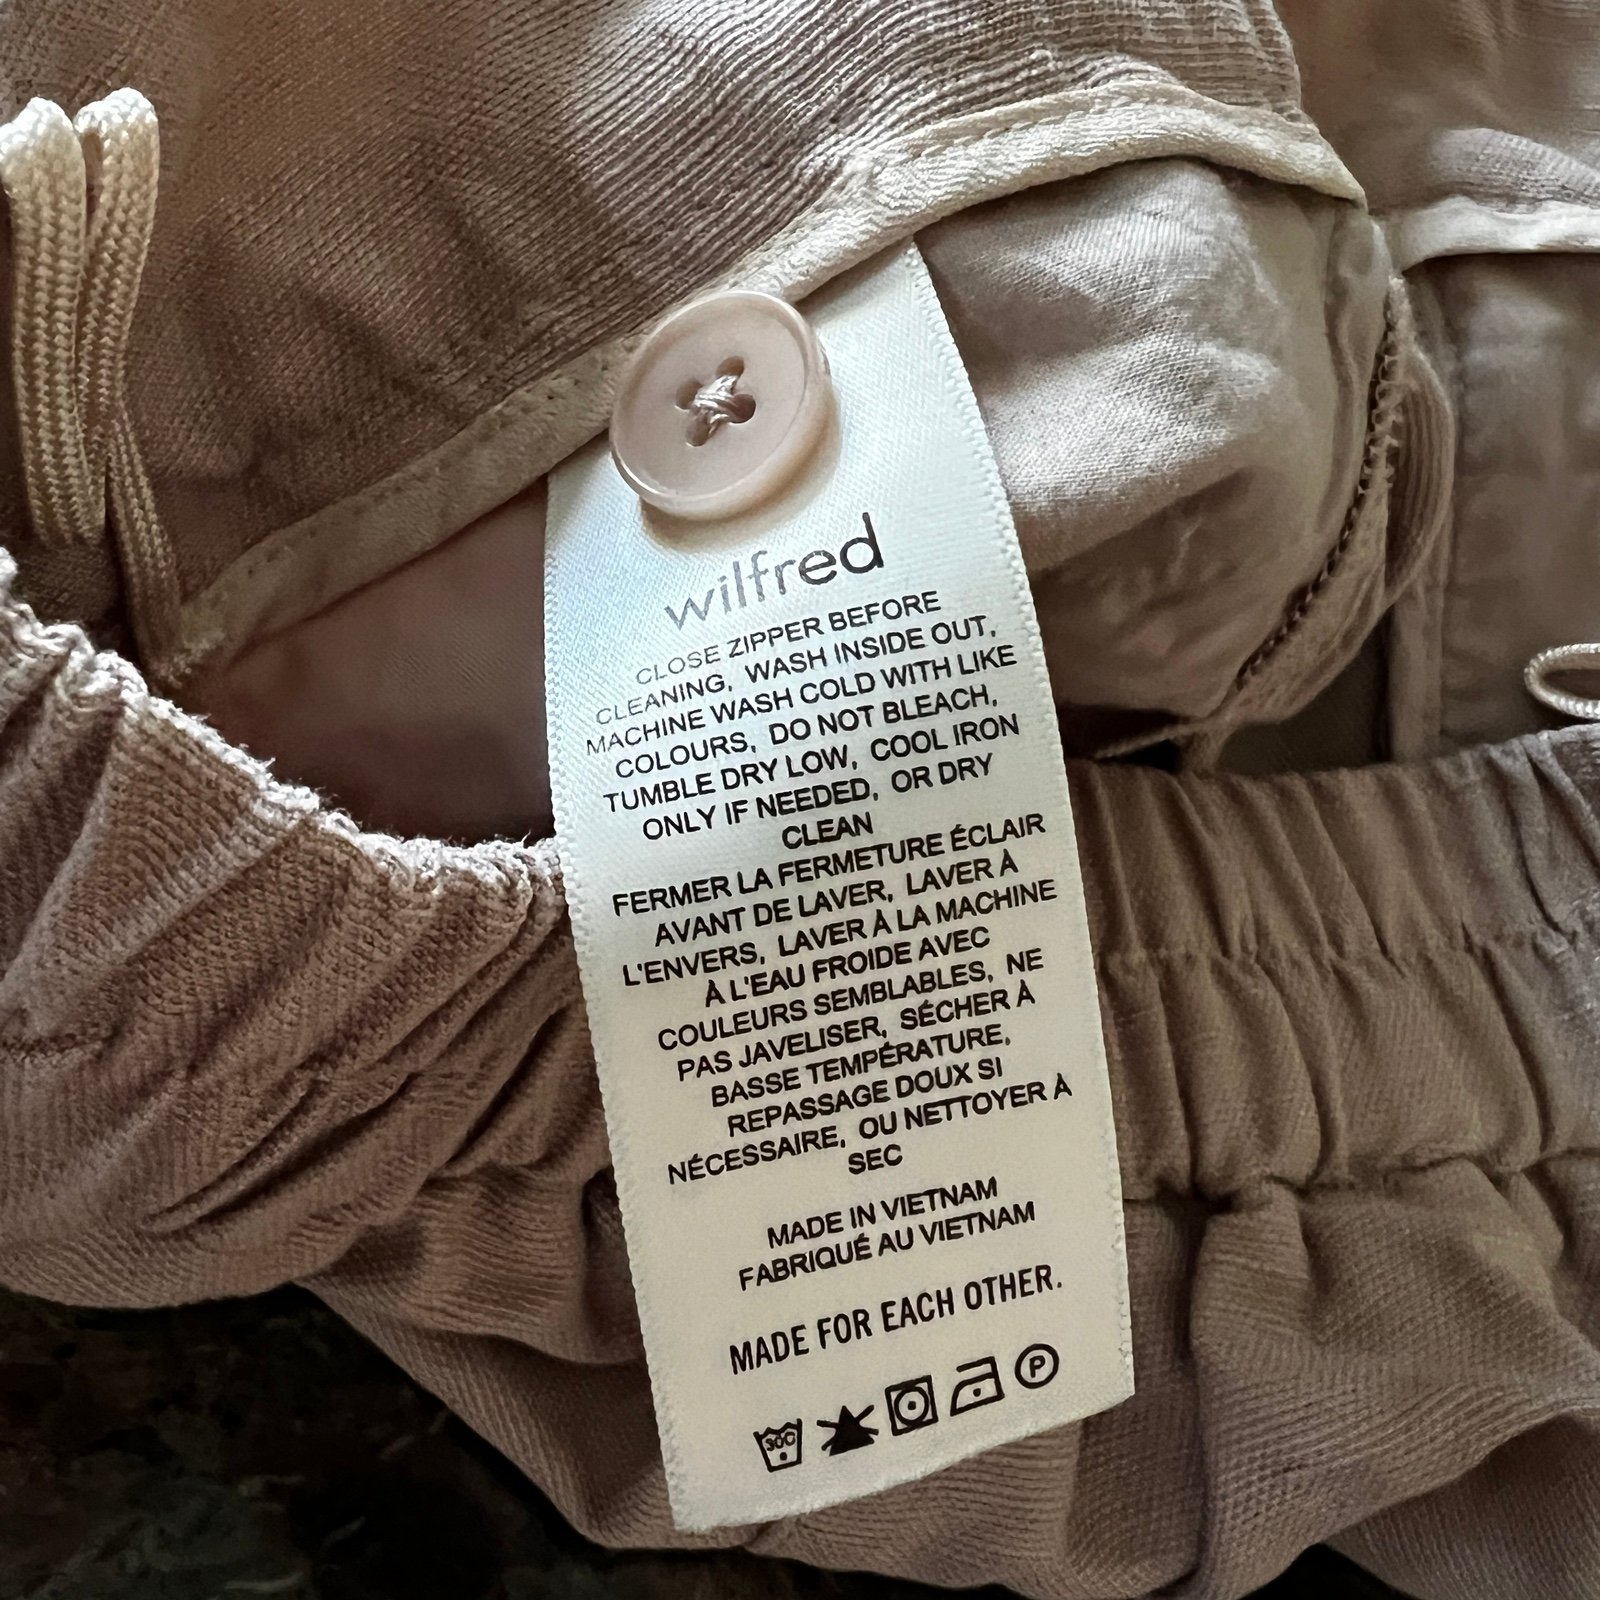 wilfred
CLOSE ZIPPER BEFORE
CLEANING, WASH INSIDE OUT,
MACHINE WASH COLD WITH LIKE
COLOURS, DO NOT BLEACH,
TUMBLE DRY LOW, COOL IRON
ONLY IF NEEDED, OR DRY
CLEAN
FERMER LA FERMETURE ÉCLAIR
AVANT DE LAVER, LAVER À
L'ENVERS, LAVER À LA MACHINE
À L'EAU FROIDE AVEC
COULEURS SEMBLABLES, NE
PAS JAVELISER, SÉCHER À
BASSE TEMPÉRATURE,
REPASSAGE DOUX SI
NÉCESSAIRE, OU NETTOYER À
SEC
MADE IN VIETNAM
FABRIQUÉ AU VIETNAM
MADE FOR EACH OTHER.
30C P